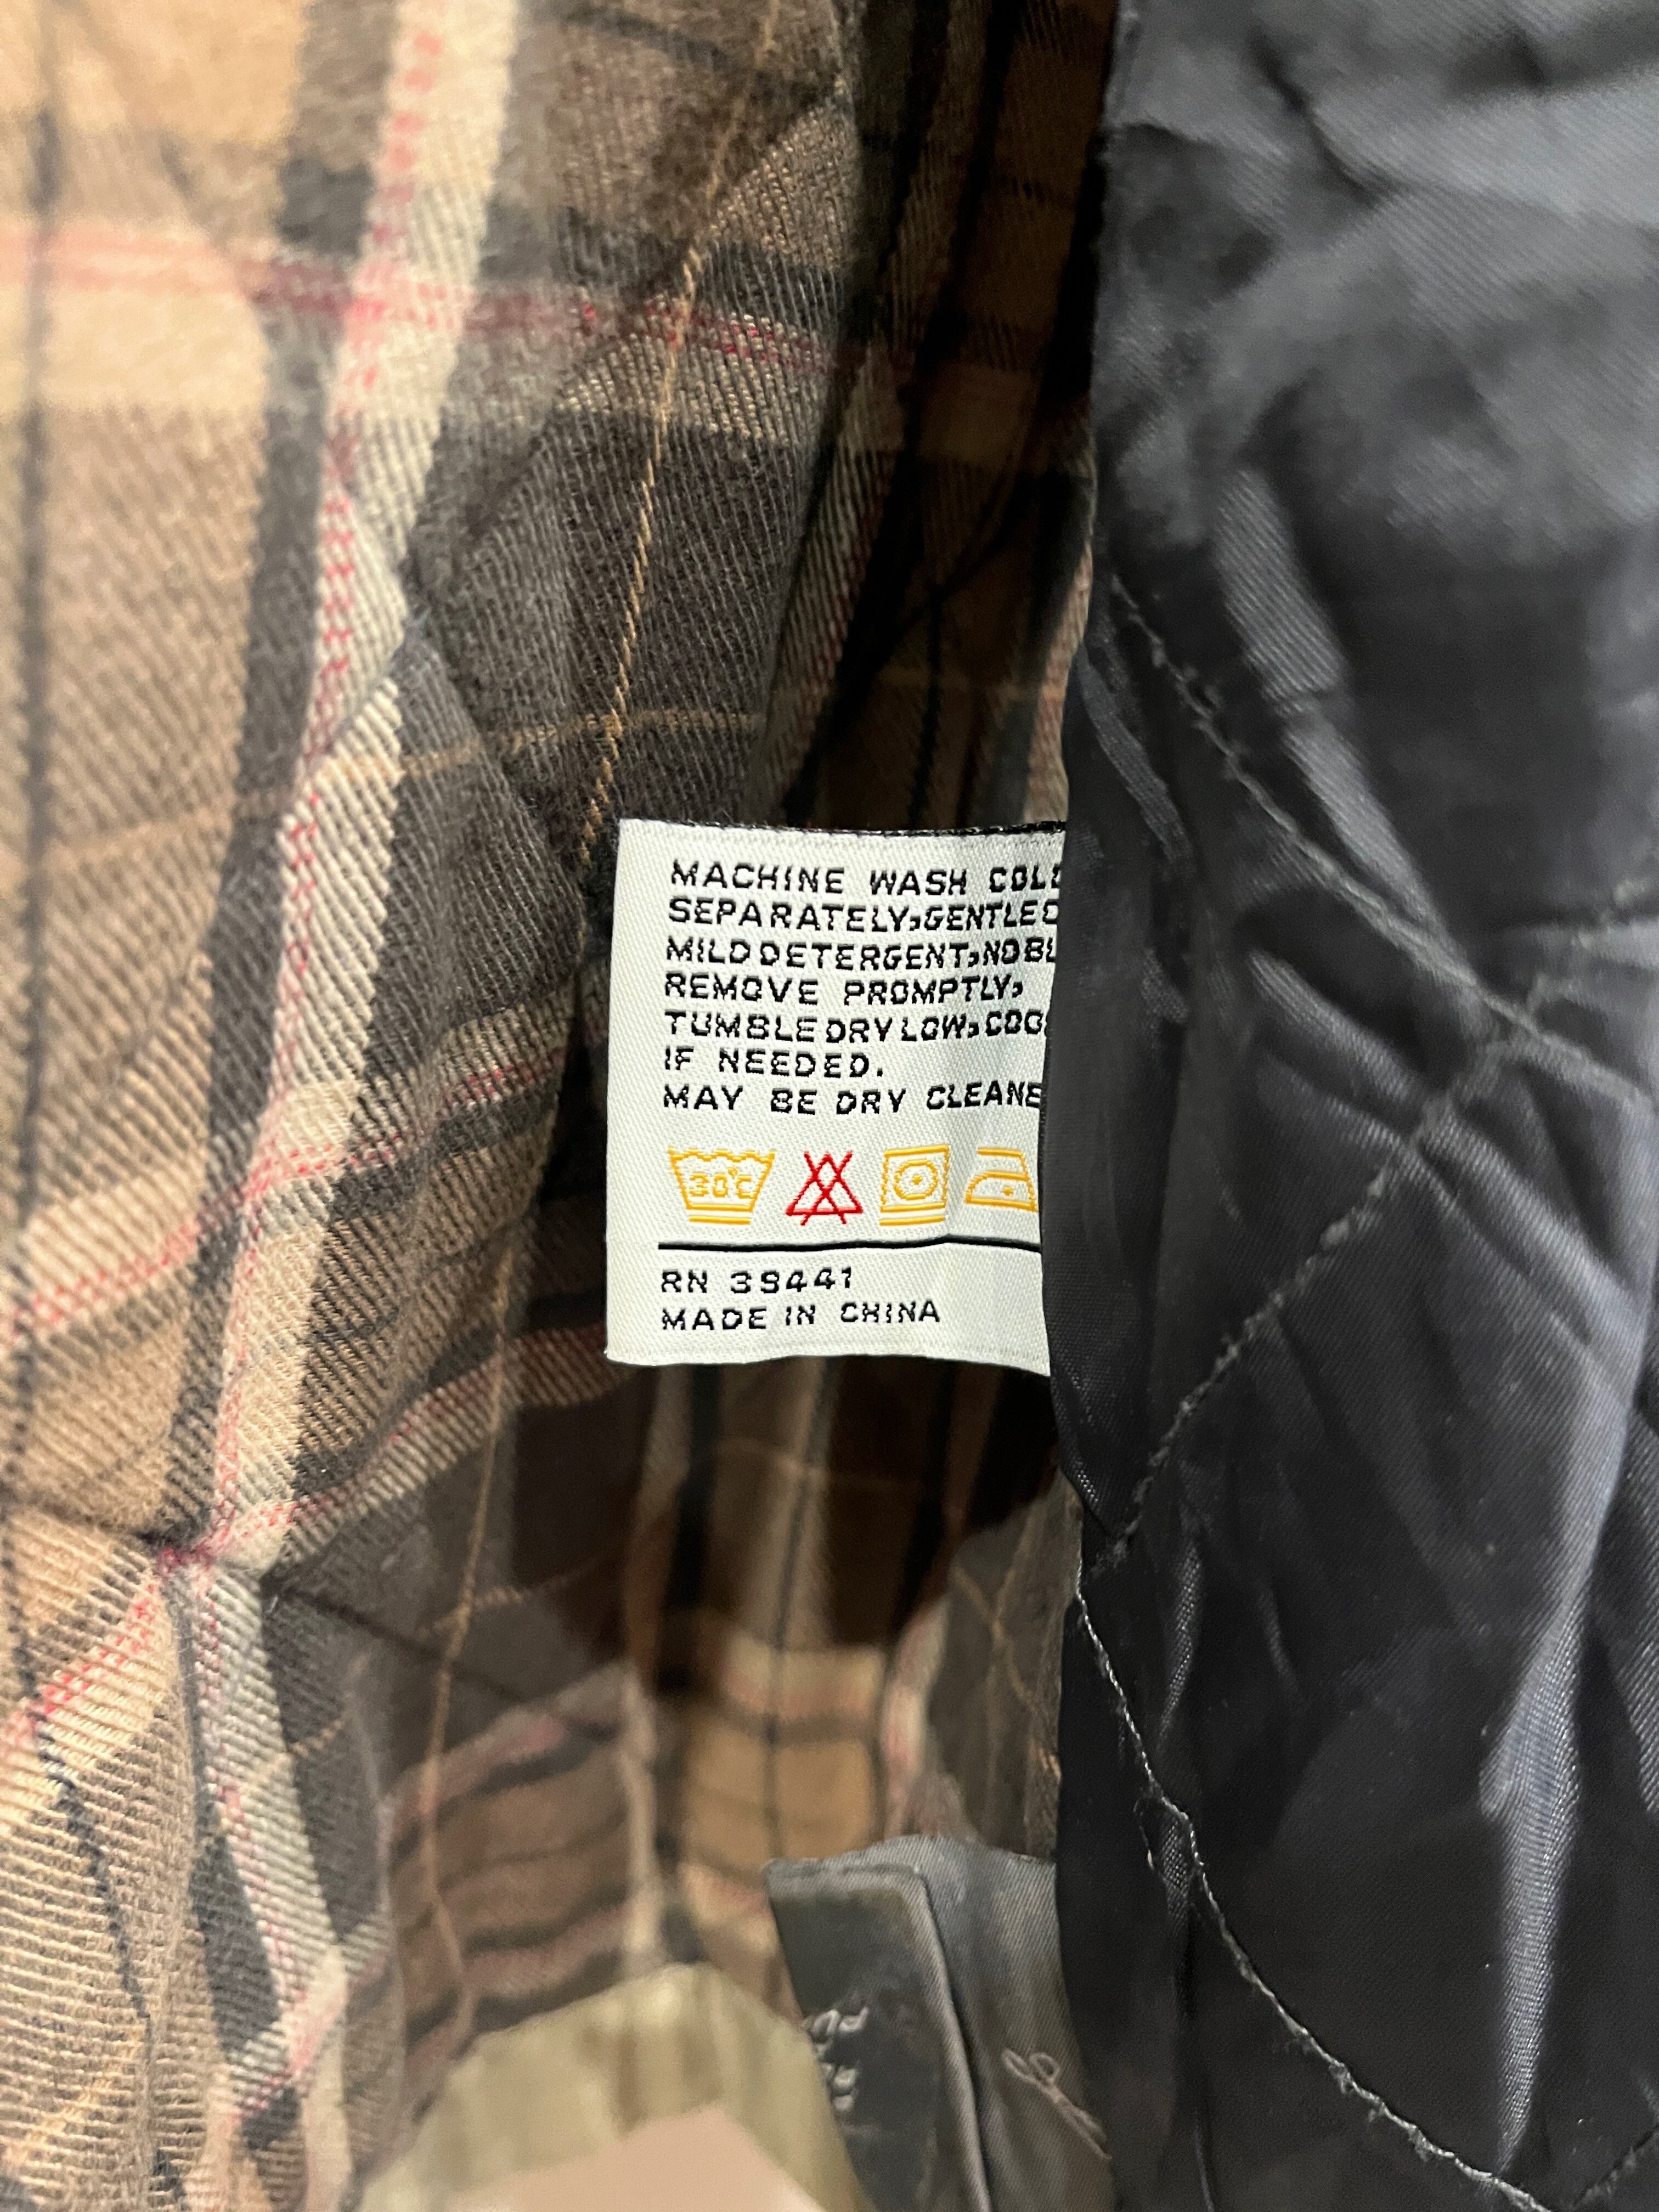 MACHINE WASH COLD
SEPARATELY,GENTLE
MILD DETERGENT,NO BL
REMOVE PROMPTLY,
TUMBLE DRY LOW,COO
IF NEEDED.
MAY BE DRY CLEANE
30°C
RN 39441
MADE IN CHINA